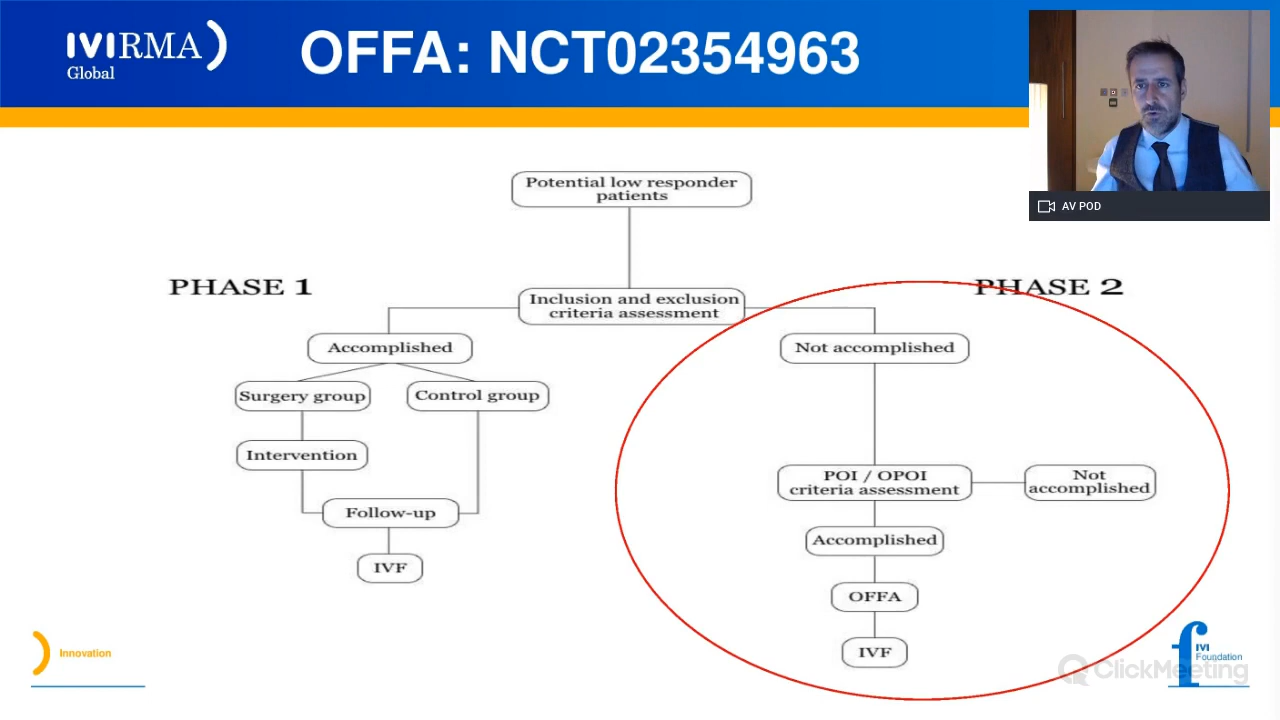 IVIRMA
Global
OFFA: NCT02354963
AV POD
Potential low responder
patients
PHASE 1
PHASE 2
Inclusion and exclusion
criteria assessment
Accomplished
Not accomplished
Surgery group
Control group
Intervention
POI / OPOI
criteria assessment
Not
accomplished
Follow-up
Accomplished
IVF
OFFA
IVF
Innovation
IVI
Foundation
ClickMeeting